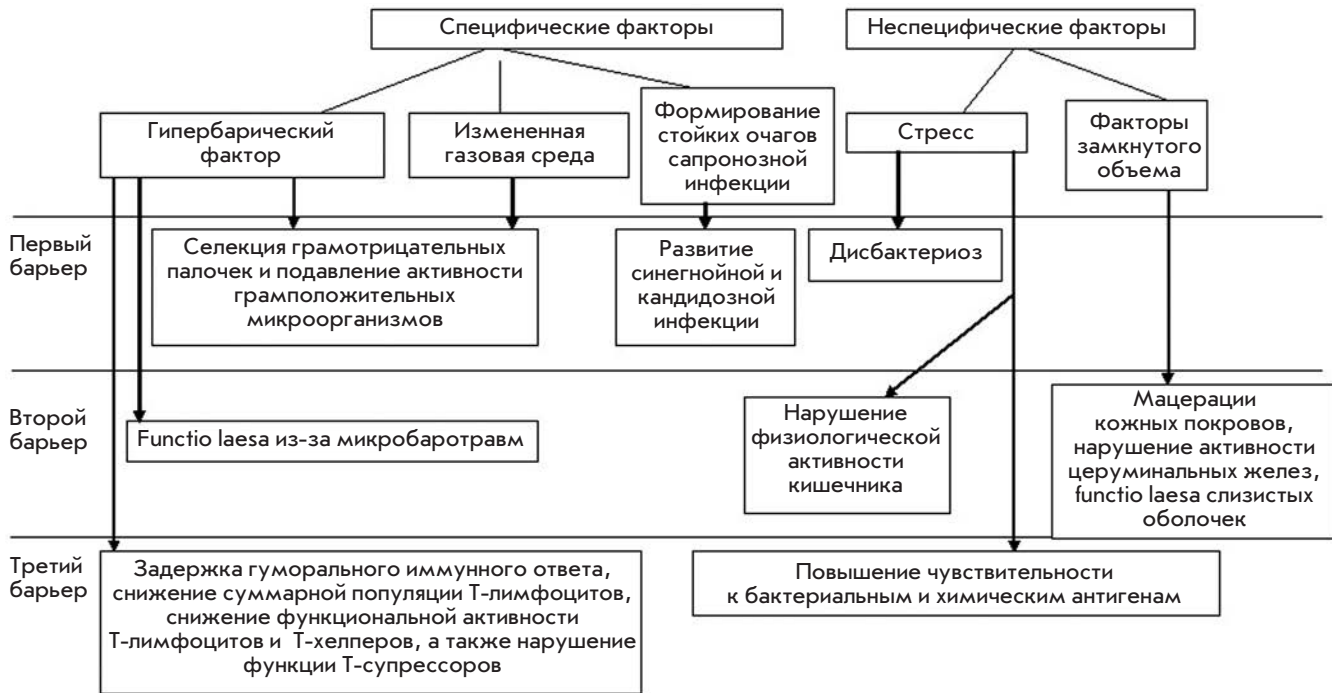 Специфические факторы
Неспецифические факторы
Гипербарический
фактор
Измененная
газовая среда
Формирование
стойких очагов
сапронозной
инфекции
Стресс
Факторы
замкнутого
объема
Первый
барьер
Селекция грамотрицательных
палочек и подавление активности
грамположительных
микроорганизмов
Развитие
синегнойной и
кандидозной
инфекции
Дисбактериоз
Второй
барьер
Functio laesa из-за микробаротравм
Нарушение
физиологической
активности
кишечника
Мацерации
кожных покровов,
нарушение активности
церуминальных желез,
functio laesa слизистых
оболочек
Третий
барьер
Задержка гуморального иммунного ответа,
снижение суммарной популяции Т-лимфоцитов,
снижение функциональной активности
Т-лимфоцитов и Т-хелперов, а также нарушение
функции Т-супрессоров
Повышение чувствительности
к бактериальным и химическим антигенам